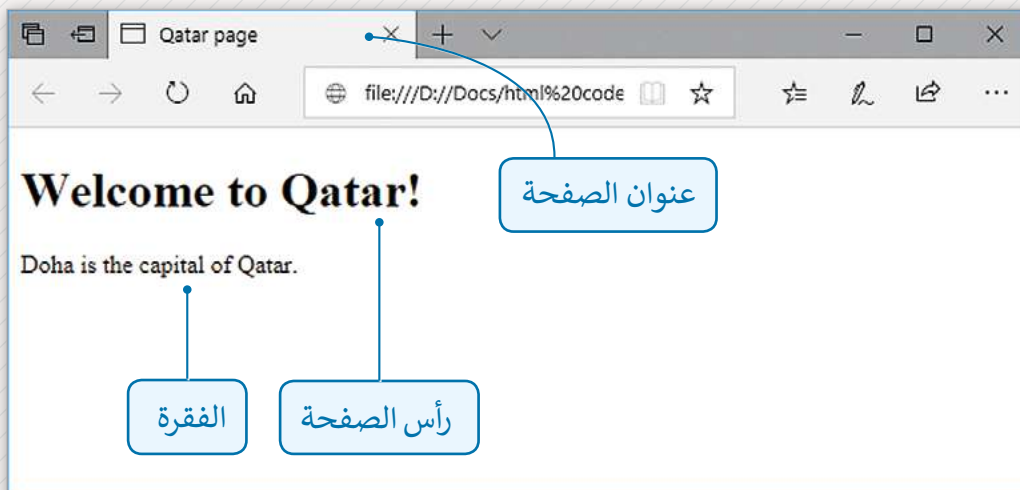 Qatar page
file:///D://Docs/html%20code
Welcome to Qatar!
عنوان الصفحة
Doha is the capital of Qatar.
رأس الصفحة
الفقرة